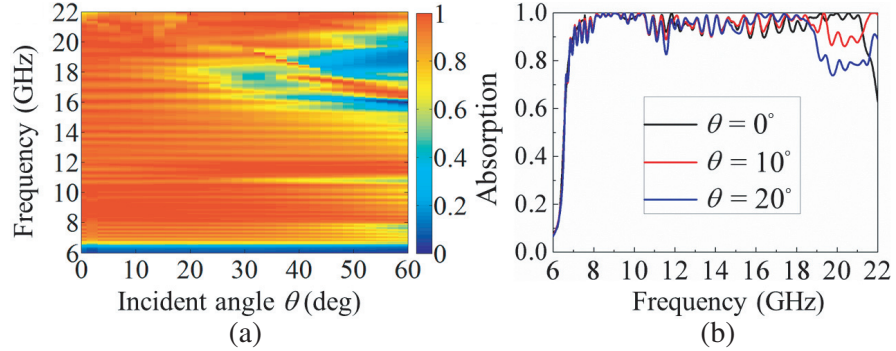 Frequency (GHz)
22
20
18
16
14
12
10
8
6
0 10 20 30 40 50 60
Incident angle θ (deg)
1
0.8
0.6
0.4
0.2
0
(a)
Absorption
1.0
0.8
0.6
0.4
0.2
0.0
θ = 0°
θ = 10°
θ = 20°
6 8 10 12 14 16 18 20 22
Frequency (GHz)
(b)